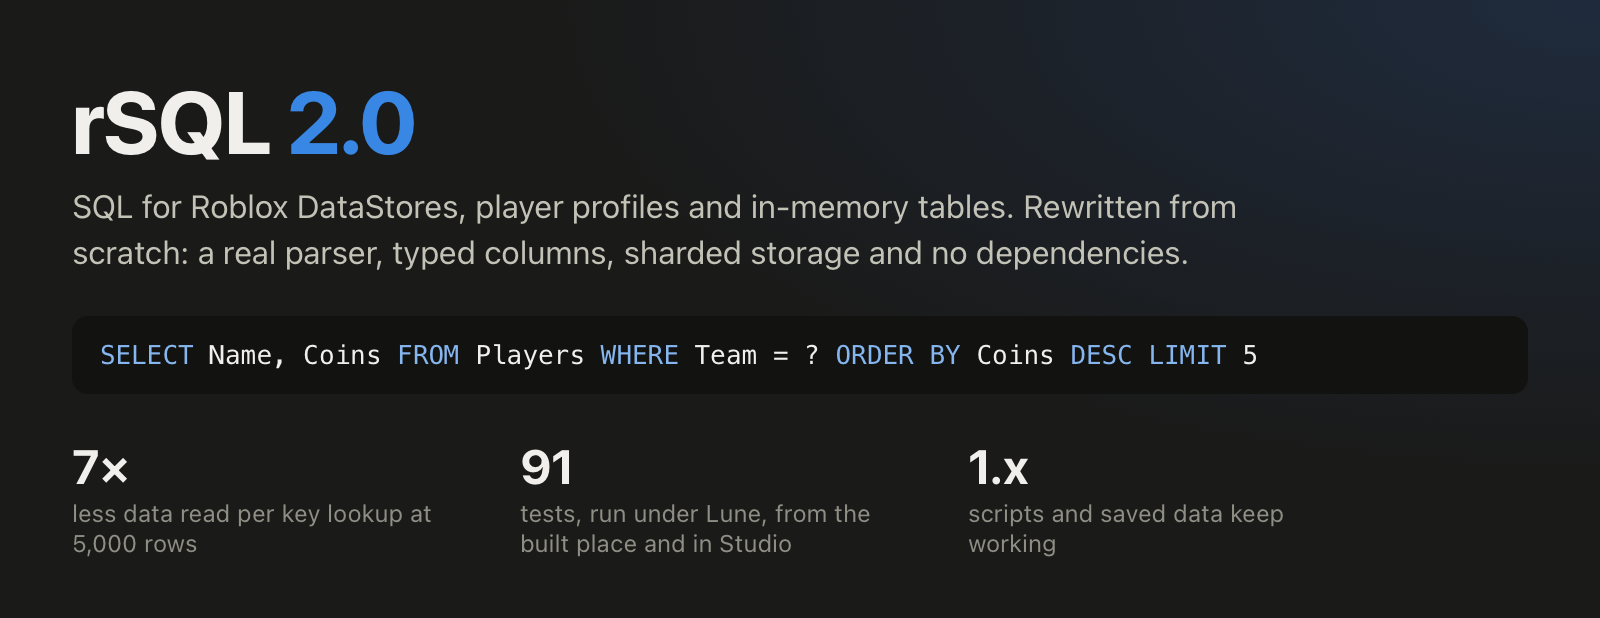 rSQL 2.0
SQL for Roblox DataStores, player profiles and in-memory tables. Rewritten from
scratch: a real parser, typed columns, sharded storage and no dependencies.
SELECT Name, Coins FROM Players WHERE Team = ? ORDER BY Coins DESC LIMIT 5
7×
less data read per key lookup at
5,000 rows
91
tests, run under Lune, from the
built place and in Studio
1.x
scripts and saved data keep
working